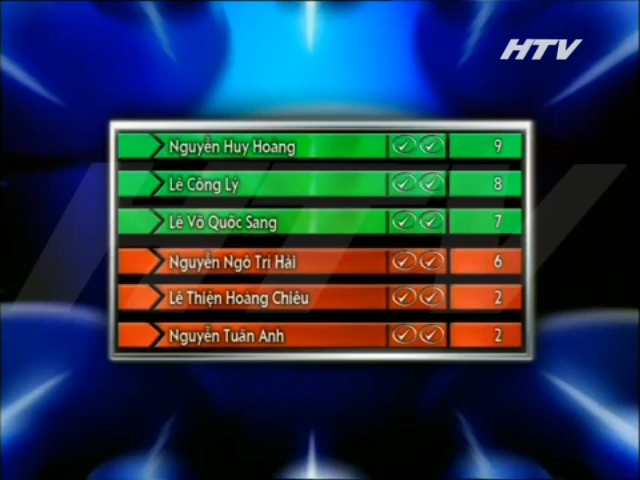 HTV
Nguyễn Huy Hoàng 9
Lê Công Lý 8
Lê Võ Quốc Sang 7
Nguyễn Ngô Trí Hải 6
Lê Thiện Hoàng Chiêu 2
Nguyễn Tuấn Anh 2
HTV